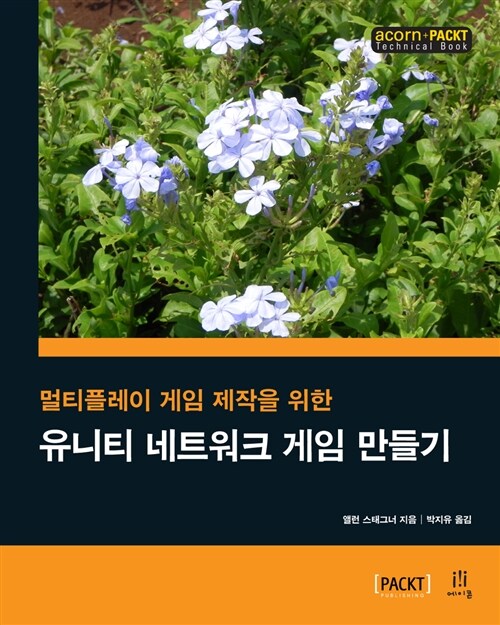 acorn+PACKT
Technical Book
멀티플레이 게임 제작을 위한
유니티 네트워크 게임 만들기
앨런 스태그너 지음 | 박지유 옮김
[PACKT]
PUBLISHING
에이콘